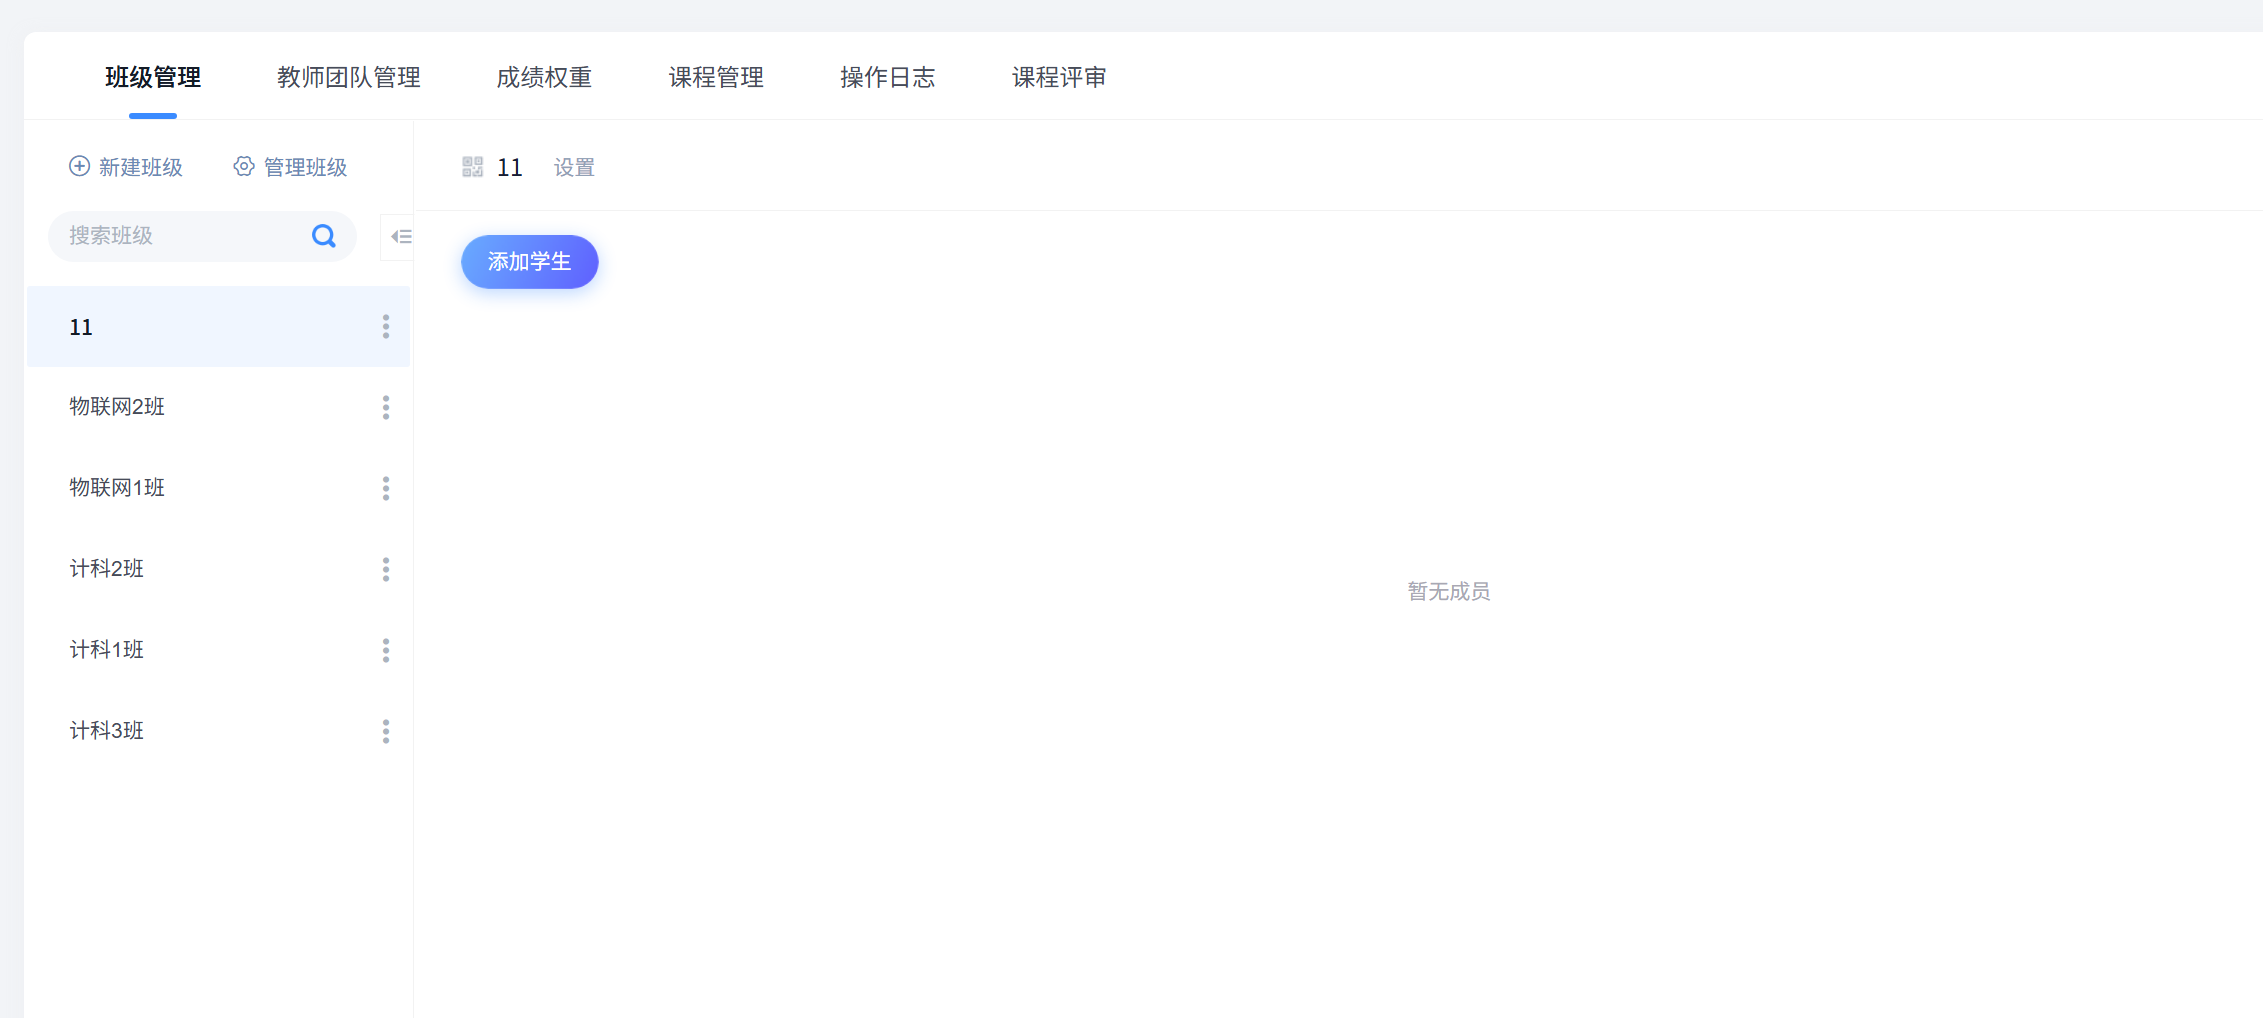 班级管理 教师团队管理 成绩权重 课程管理 操作日志 课程评审
新建班级 管理班级
搜索班级
11
物联网2班
物联网1班
计科2班
计科1班
计科3班
11 设置
添加学生
暂无成员